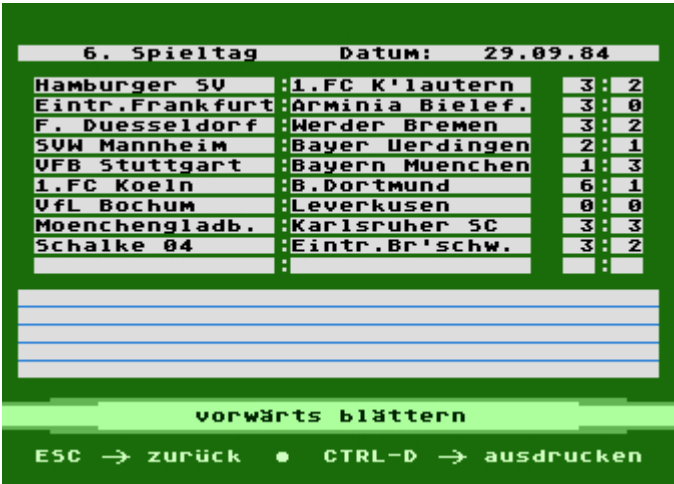 6. Spieltag Datum: 29.09.84
Hamburger SV :1.FC K'lautern 3: 2
Eintr.Frankfurt:Arminia Bielef. 3: 0
F. Duesseldorf :Werder Bremen 3: 2
SVW Mannheim :Bayer Uerdingen 2: 1
VFB Stuttgart :Bayern Muenchen 1: 3
1.FC Koeln :B.Dortmund 6: 1
VfL Bochum :Leverkusen 0: 0
Moenchengladb. :Karlsruher SC 3: 3
Schalke 04 :Eintr.Br'schw. 3: 2
: :
vorwärts blättern
ESC → zurück ● CTRL-D → ausdrucken